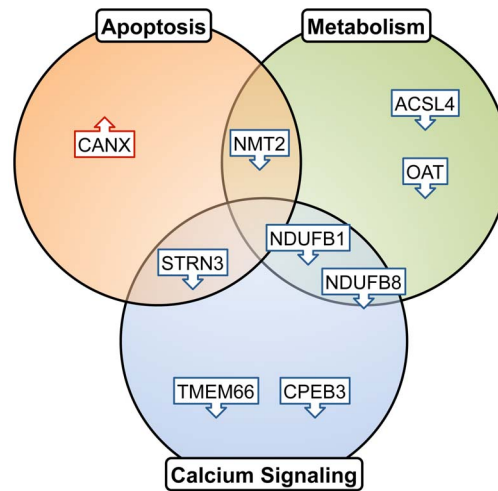 Apoptosis
Metabolism
ACSL4
CANX
NMT2
OAT
NDUFB1
STRN3
NDUFB8
TMEM66
CPEB3
Calcium Signaling